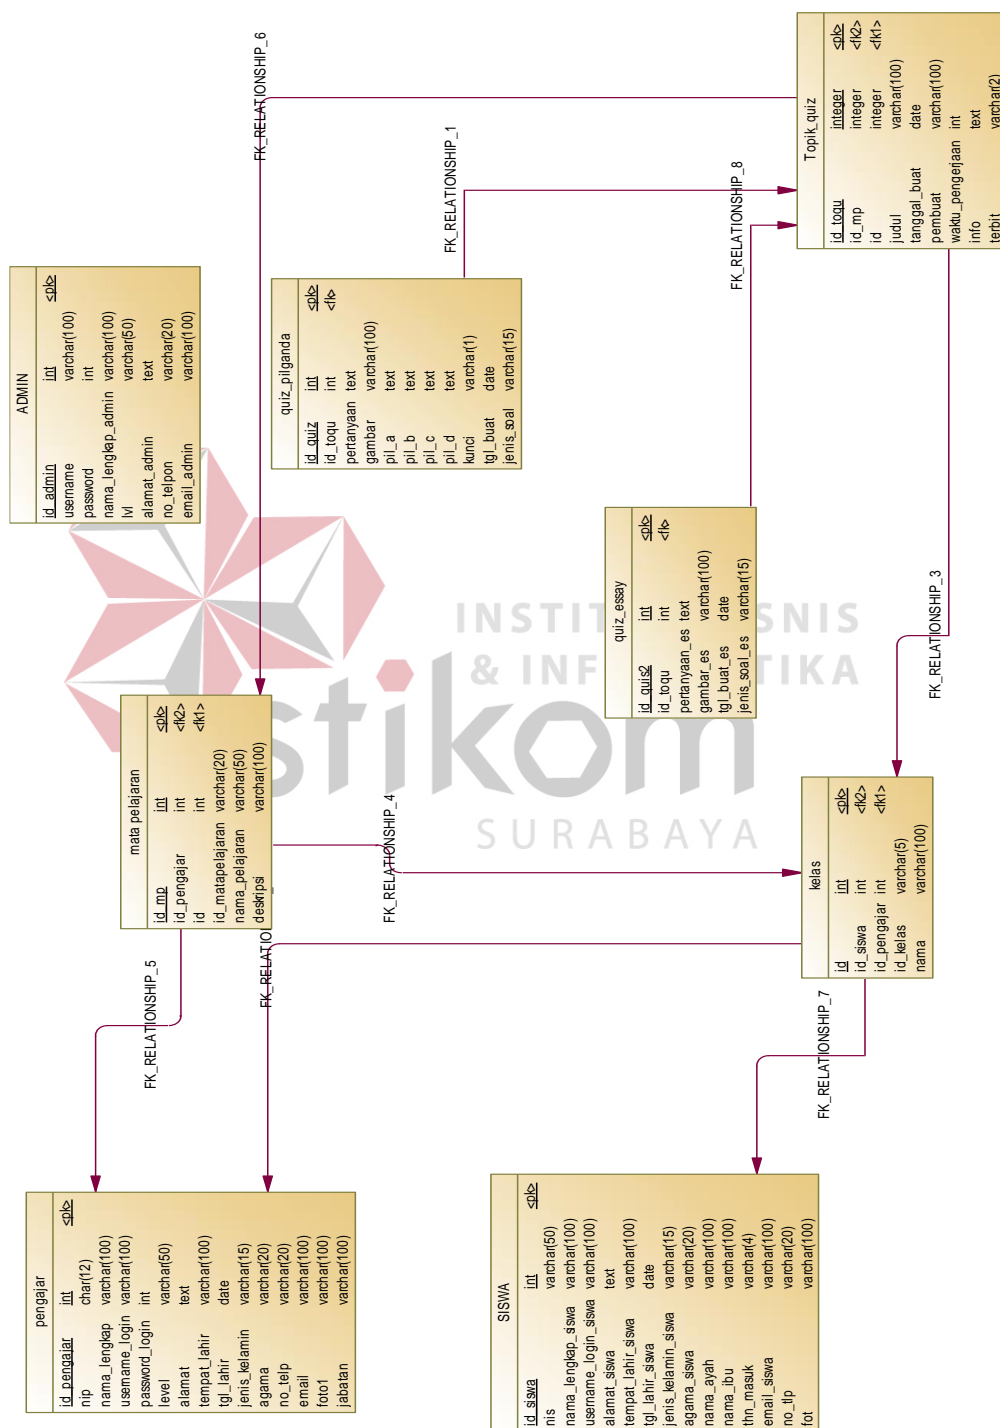 ADMIN
id_admin int <pk>
username varchar(100)
password int
nama_lengkap_admin varchar(100)
lvl varchar(50)
alamat_admin text
no_telpon varchar(20)
email_admin varchar(100)
quiz_pilganda
id_quiz int <pk>
id_toqu int <fk>
pertanyaan text
gambar varchar(100)
pil_a text
pil_b text
pil_c text
pil_d text
kunci varchar(1)
tgl_buat date
jenis_soal varchar(15)
quiz_essay
id_quis2 int <pk>
id_toqu int <fk>
pertanyaan_es text
gambar_es varchar(100)
tgl_buat_es date
jenis_soal_es varchar(15)
Topik_quiz
id_toqu integer <pk>
id_mp integer <fk2>
id integer <fk1>
judul varchar(100)
tanggal_buat date
pembuat varchar(100)
waktu_pengerjaan int
info text
terbit varchar(2)
mata pelajaran
id_mp int <pk>
id_pengajar int <fk2>
id int <fk1>
id_matapelajaran varchar(20)
nama_pelajaran varchar(50)
deskripsi varchar(100)
kelas
id int <pk>
id_siswa int <fk2>
id_pengajar int <fk1>
id_kelas varchar(5)
nama varchar(100)
pengajar
id_pengajar int <pk>
nip char(12)
nama_lengkap varchar(100)
username_login varchar(100)
password_login int
level varchar(50)
alamat text
tempat_lahir varchar(100)
tgl_lahir date
jenis_kelamin varchar(15)
agama varchar(20)
no_telp varchar(20)
email varchar(100)
foto1 varchar(100)
jabatan varchar(100)
SISWA
id_siswa int <pk>
nis varchar(50)
nama_lengkap_siswa varchar(100)
username_login_siswa varchar(100)
alamat_siswa text
tempat_lahir_siswa varchar(100)
tgl_lahir_siswa date
jenis_kelamin_siswa varchar(15)
agama_siswa varchar(20)
nama_ayah varchar(100)
nama_ibu varchar(100)
thn_masuk varchar(4)
email_siswa varchar(100)
no_tlp varchar(20)
fot varchar(100)
FK_RELATIONSHIP_6
FK_RELATIONSHIP_1
FK_RELATIONSHIP_8
FK_RELATIONSHIP_3
FK_RELATIONSHIP_4
FK_RELATIO
FK_RELATIONSHIP_5
FK_RELATIONSHIP_7
& INF
TIKA
stikom
SURABAYA